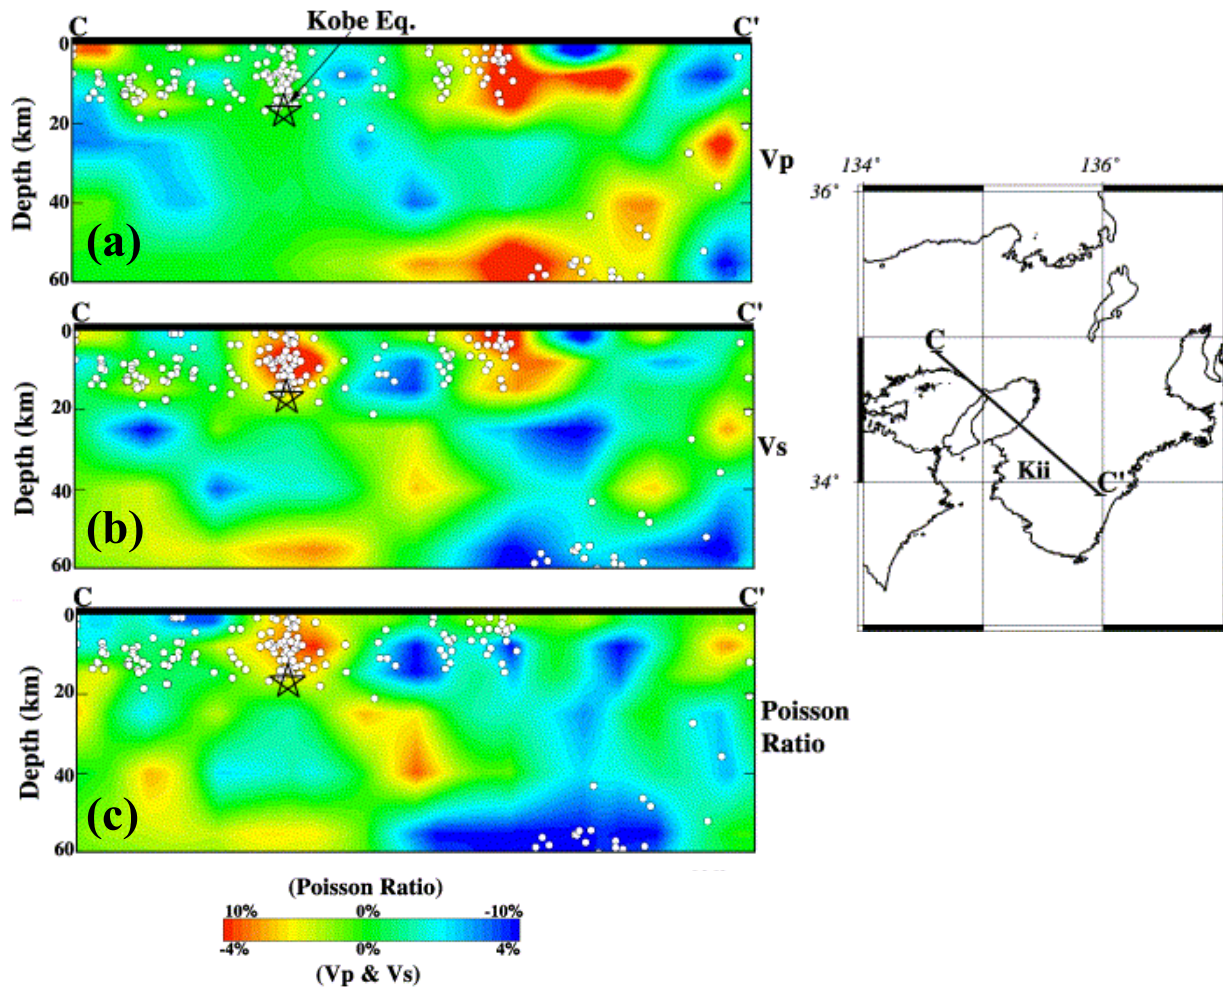 C Kobe Eq. C'
0
20
40
60
Depth (km)
(a)
Vp
C C'
0
20
40
60
Depth (km)
(b)
Vs
C C'
0
20
40
60
Depth (km)
(c)
Poisson
Ratio
(Poisson Ratio)
10% 0% -10%
-4% 0% 4%
(Vp & Vs)
134° 136°
36°
34°
C
Kii
C'